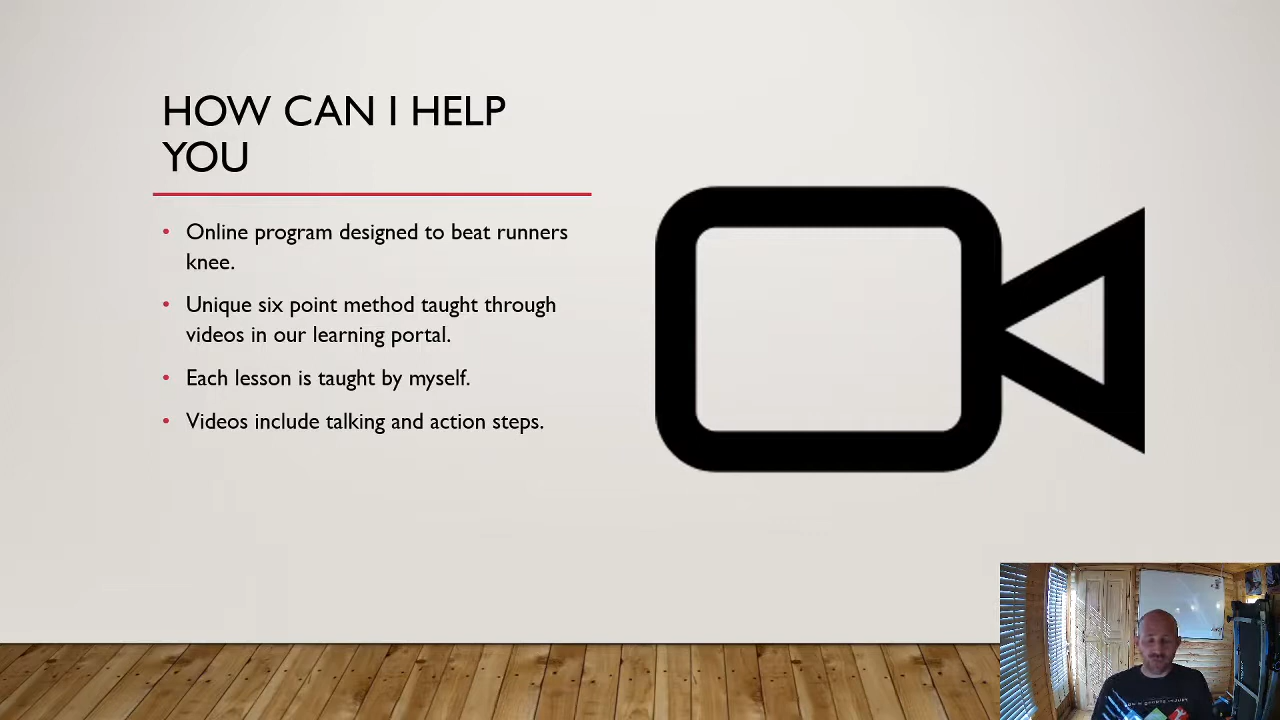 HOW CAN I HELP
YOU
• Online program designed to beat runners
knee.
• Unique six point method taught through
videos in our learning portal.
• Each lesson is taught by myself.
• Videos include talking and action steps.